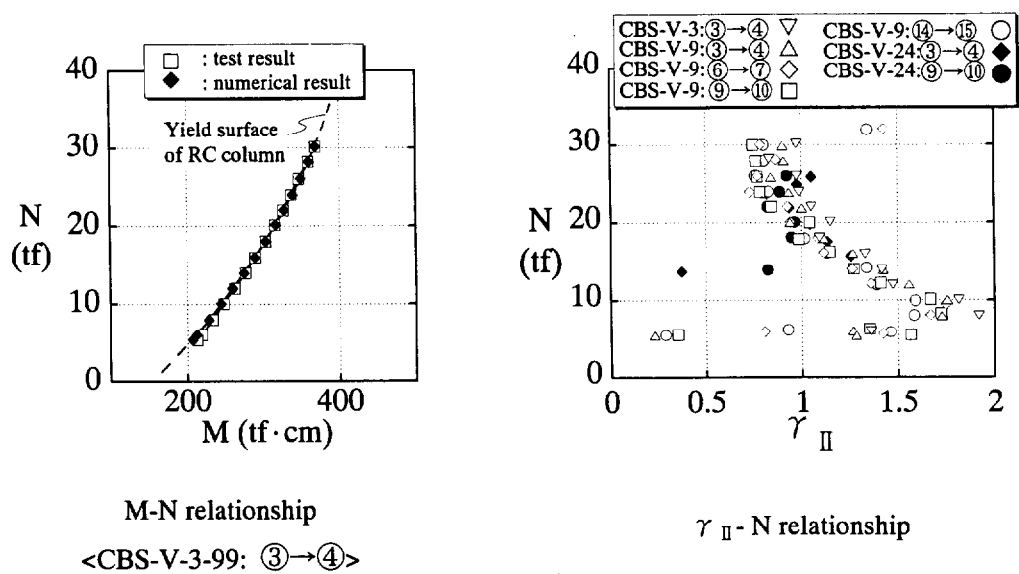 □ : test result
◆ : numerical result
Yield surface
of RC column
40
30
20
10
0
N
(tf)
200
400
M (tf·cm)
M-N relationship
<CBS-V-3-99: ③→④>
CBS-V-3:③→④ ▽
CBS-V-9:③→④ △
CBS-V-9:⑥→⑦ ◇
CBS-V-9:⑨→⑩ □
CBS-V-9:⑭→⑮ ○
CBS-V-24:③→④ ◆
CBS-V-24:⑨→⑩ ●
40
30
20
10
0
N
(tf)
0
0.5
1
1.5
2
γ II
γ II - N relationship